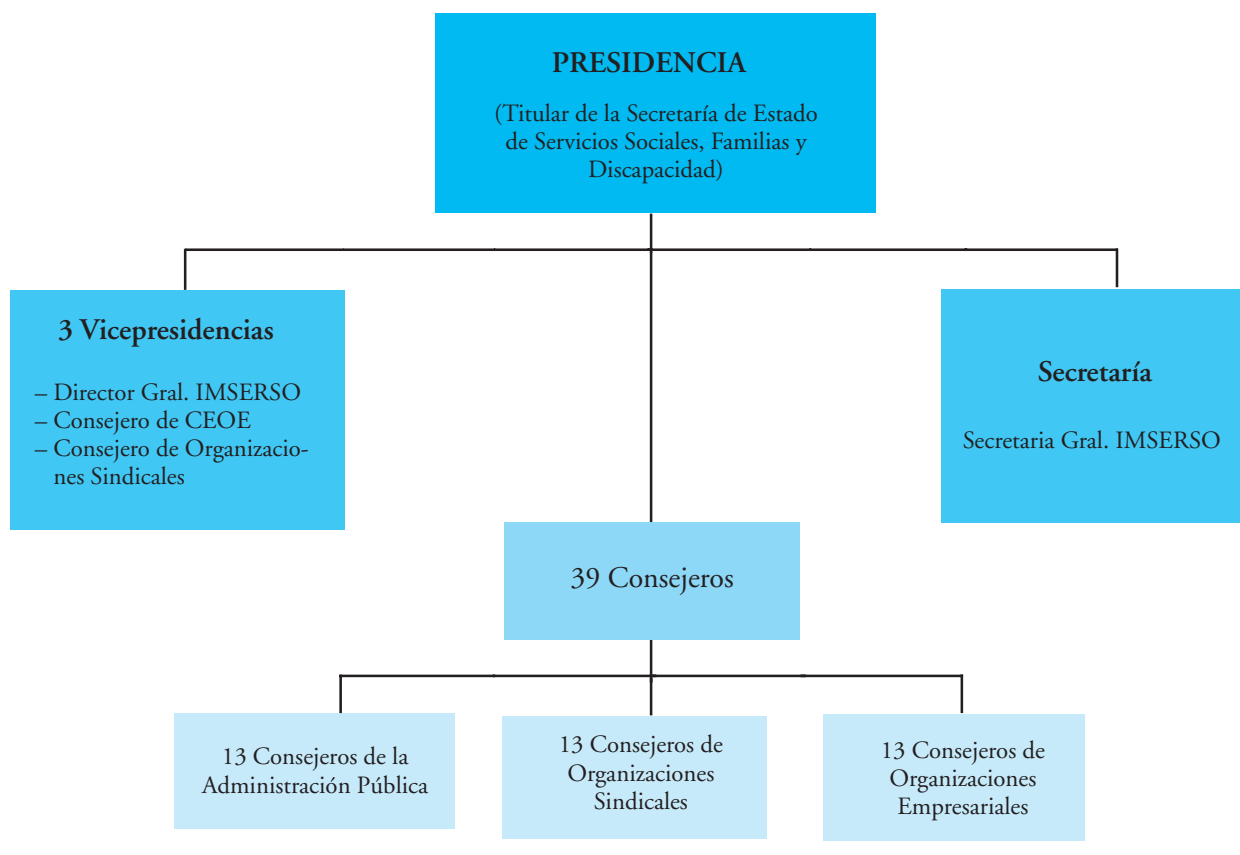 PRESIDENCIA
(Titular de la Secretaría de Estado
de Servicios Sociales, Familias y
Discapacidad)
3 Vicepresidencias
– Director Gral. IMSERSO
– Consejero de CEOE
– Consejero de Organizacio-
nes Sindicales
Secretaría
Secretaria Gral. IMSERSO
39 Consejeros
13 Consejeros de la
Administración Pública
13 Consejeros de
Organizaciones
Sindicales
13 Consejeros de
Organizaciones
Empresariales